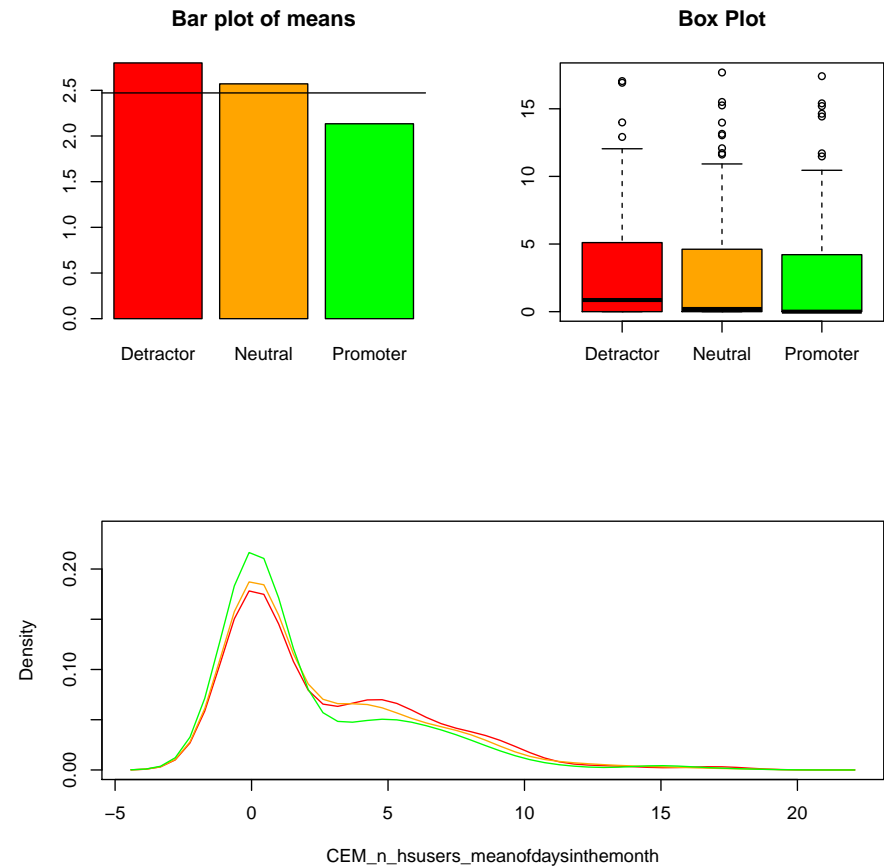 Bar plot of means
2.5
2.0
1.5
1.0
0.5
0.0
Detractor Neutral Promoter
Box Plot
15
10
5
0
Detractor Neutral Promoter
Density
0.20
0.10
0.00
−5 0 5 10 15 20
CEM_n_hsusers_meanofdaysinthemonth